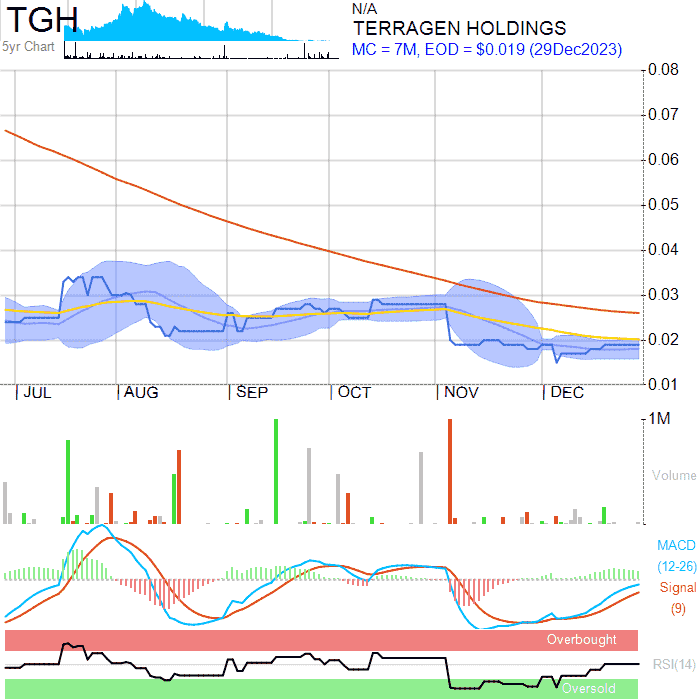 TGH
5yr Chart
N/A
TERRAGEN HOLDINGS
MC = 7M, EOD = $0.019 (29Dec2023)
0.08
0.07
0.06
0.05
0.04
0.03
0.02
0.01
JUL AUG SEP OCT NOV DEC
1M
Volume
MACD
(12-26)
Signal
(9)
Overbought
RSI(14)
Oversold